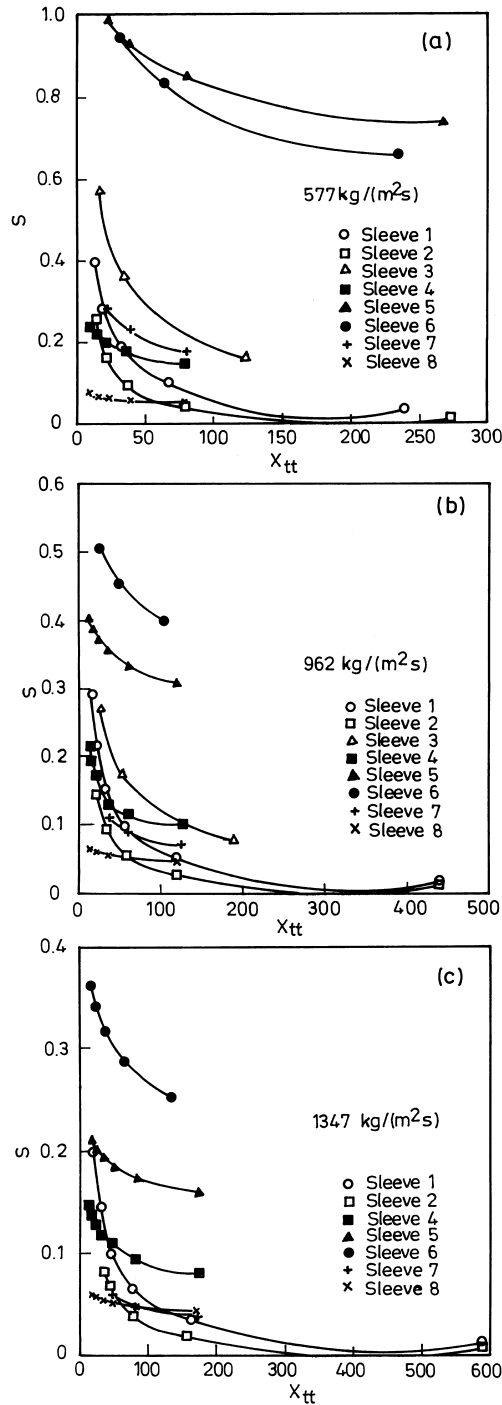 1.0
(a)
0.8
0.6
577 kg/(m²s)
S
Sleeve 1
Sleeve 2
0.4
Sleeve 3
Sleeve 4
Sleeve 5
Sleeve 6
0.2
Sleeve 7
Sleeve 8
0
0 50 100 150 200 250 300
Xtt
0.6
(b)
0.5
0.4
962 kg/(m²s)
S
0.3
Sleeve 1
Sleeve 2
Sleeve 3
0.2
Sleeve 4
Sleeve 5
Sleeve 6
0.1
Sleeve 7
Sleeve 8
0
0 100 200 300 400 500
Xtt
0.4
(c)
0.3
1347 kg/(m²s)
S
0.2
Sleeve 1
Sleeve 2
Sleeve 4
Sleeve 5
0.1
Sleeve 6
Sleeve 7
Sleeve 8
0
0 100 200 300 400 500 600
Xtt